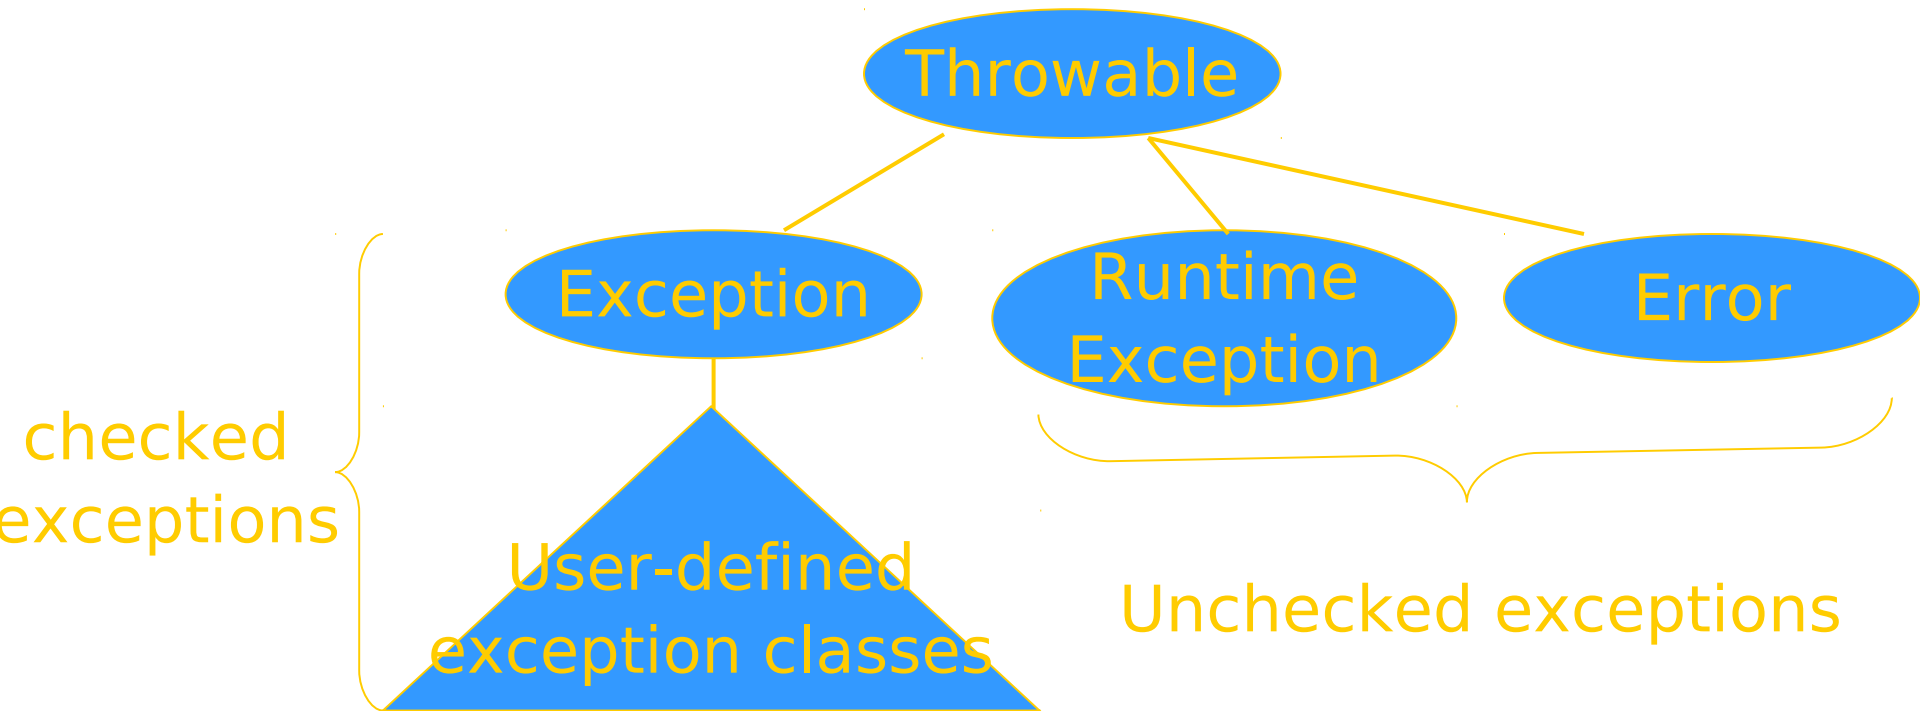 Throwable
Exception
Runtime
Exception
Error
checked
exceptions
User-defined
exception classes
Unchecked exceptions